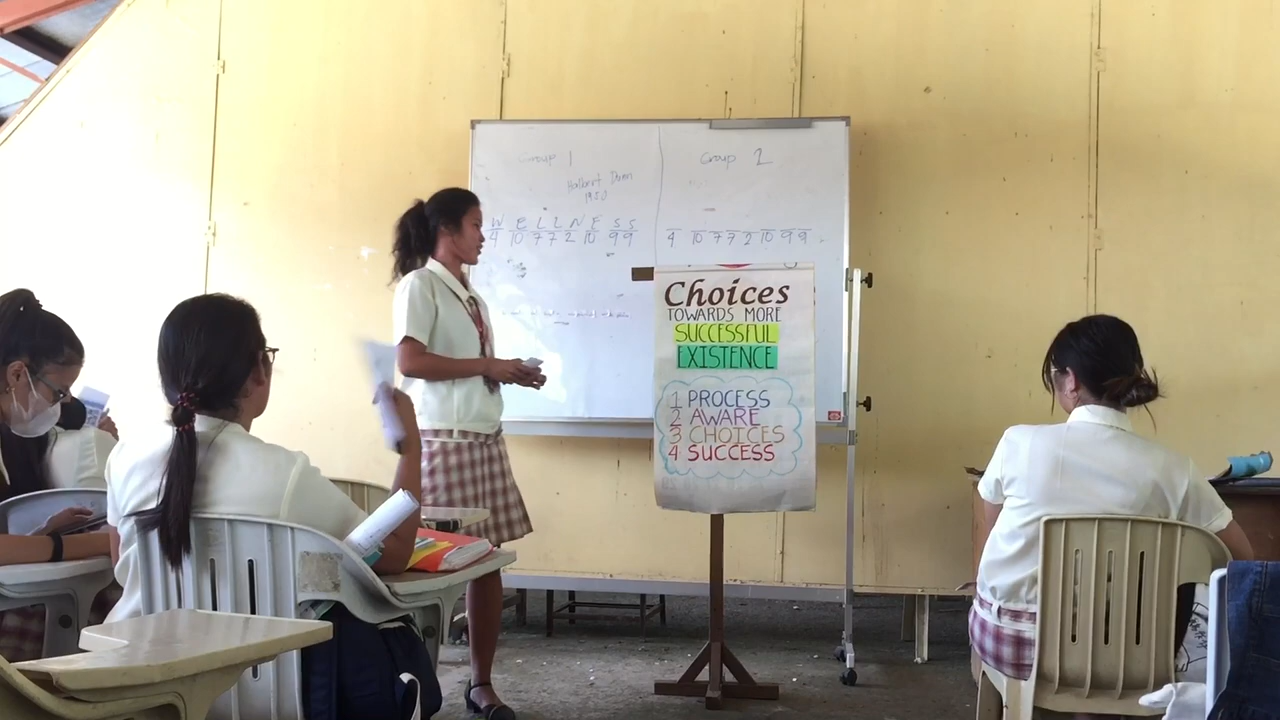 Group 1
Halbert Dunn
1950
W E L L N E S S
4 10 7 7 2 10 9 9
Group 2
4 10 7 7 2 10 9 9
Choices
TOWARDS MORE
SUCCESSFUL
EXISTENCE
1 PROCESS
2 AWARE
3 CHOICES
4 SUCCESS